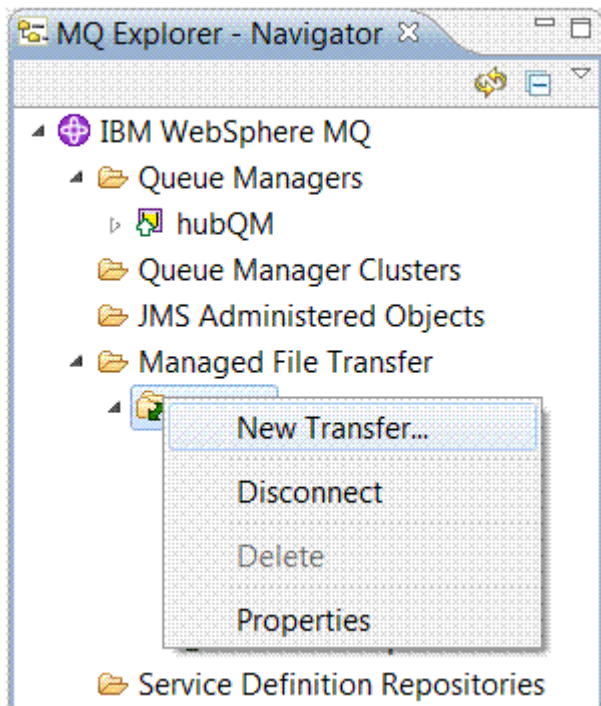 MQ Explorer - Navigator
IBM WebSphere MQ
Queue Managers
hubQM
Queue Manager Clusters
JMS Administered Objects
Managed File Transfer
New Transfer...
Disconnect
Delete
Properties
Service Definition Repositories